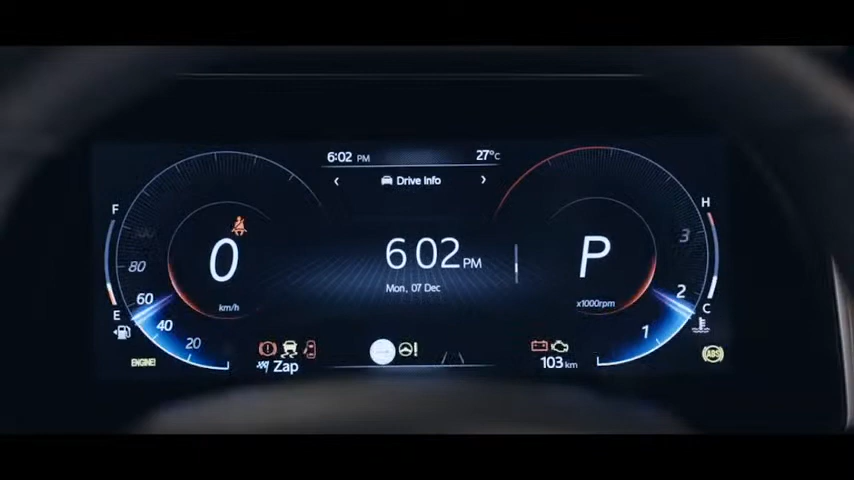 6:02 PM
27°C
Drive Info
F
H
100
80
60
40
20
E
0
km/h
6 02 PM
Mon, 07 Dec
P
x1000rpm
3
2
1
C
ENGINE
Zap
103 km
ABS